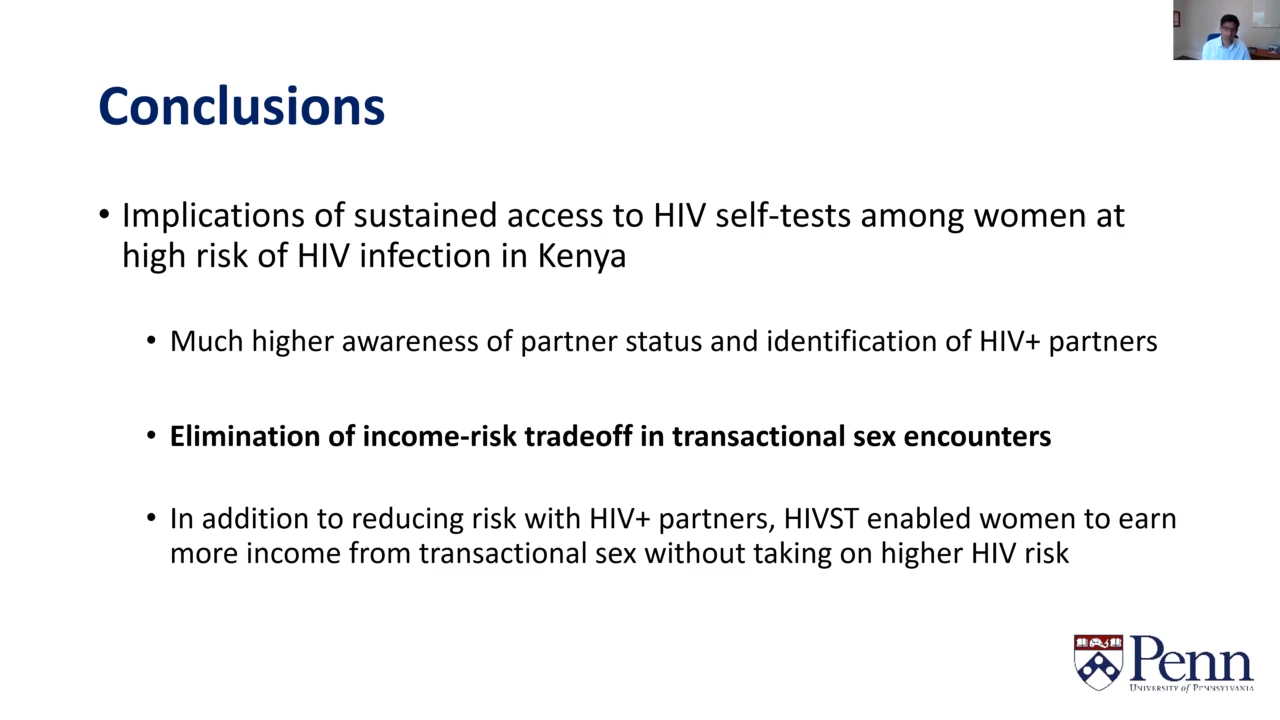 Conclusions
• Implications of sustained access to HIV self-tests among women at
high risk of HIV infection in Kenya
• Much higher awareness of partner status and identification of HIV+ partners
• Elimination of income-risk tradeoff in transactional sex encounters
• In addition to reducing risk with HIV+ partners, HIVST enabled women to earn
more income from transactional sex without taking on higher HIV risk
Penn
UNIVERSITY of PENNSYLVANIA